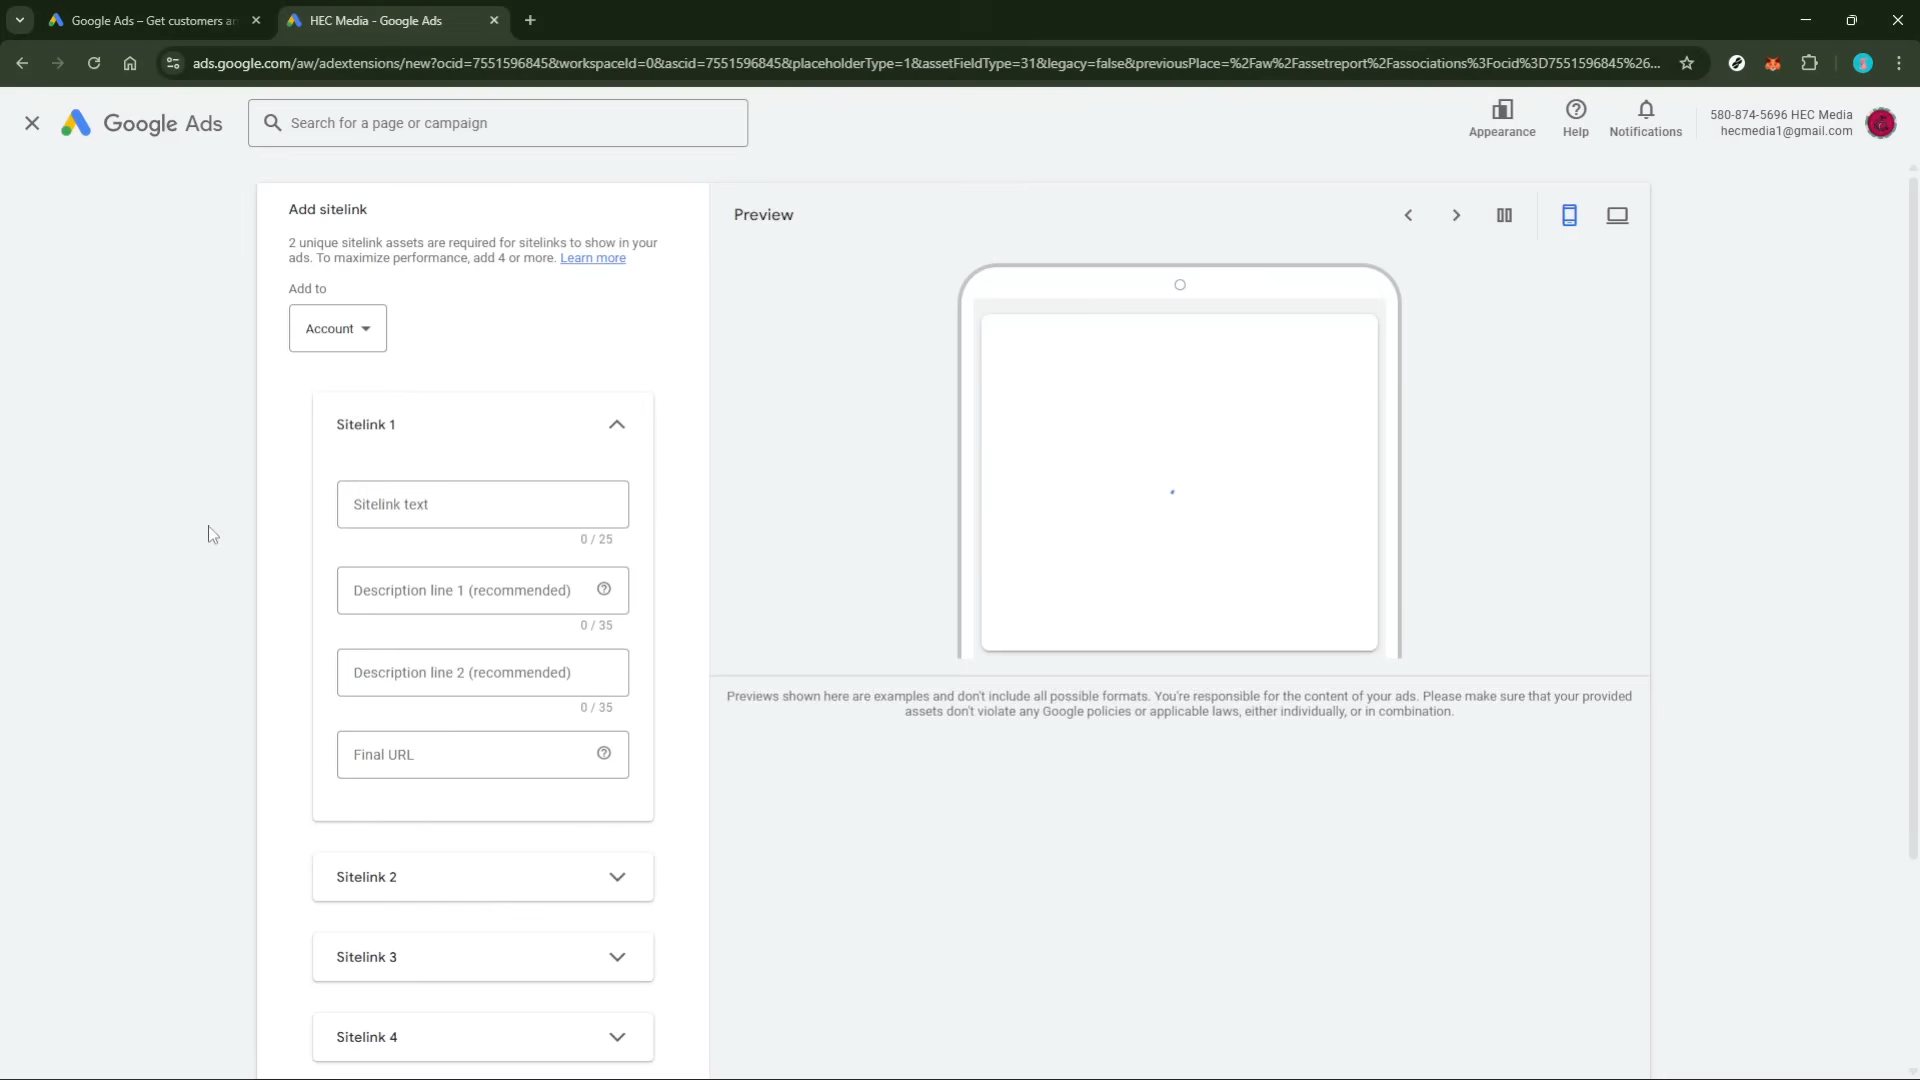 Google Ads – Get customers an
HEC Media - Google Ads
ads.google.com/aw/adextensions/new?ocid=7551596845&workspaceId=0&ascid=7551596845&placeholderType=1&assetFieldType=31&legacy=false&previousPlace=%2Faw%2Fassetreport%2Fassociations%3Focid%3D7551596845%26...
Google Ads
Search for a page or campaign
Appearance
Help
Notifications
580-874-5696 HEC Media
hecmedia1@gmail.com
Add sitelink
2 unique sitelink assets are required for sitelinks to show in your
ads. To maximize performance, add 4 or more. Learn more
Add to
Account
Sitelink 1
Sitelink text
0 / 25
Description line 1 (recommended)
0 / 35
Description line 2 (recommended)
0 / 35
Final URL
Sitelink 2
Sitelink 3
Sitelink 4
Preview
Previews shown here are examples and don't include all possible formats. You're responsible for the content of your ads. Please make sure that your provided
assets don't violate any Google policies or applicable laws, either individually, or in combination.